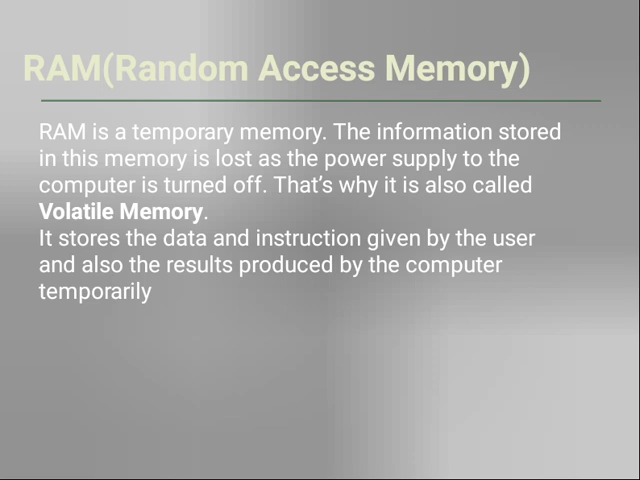 RAM(Random Access Memory)
RAM is a temporary memory. The information stored
in this memory is lost as the power supply to the
computer is turned off. That’s why it is also called
Volatile Memory.
It stores the data and instruction given by the user
and also the results produced by the computer
temporarily